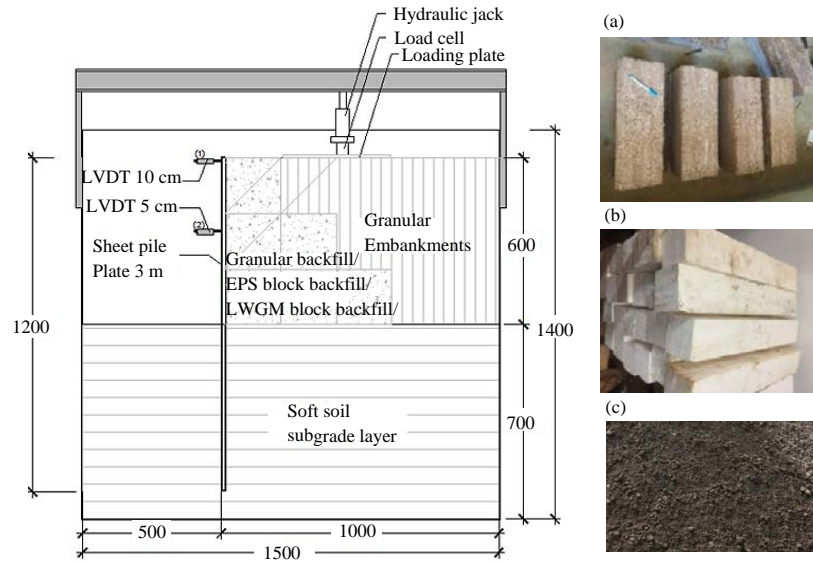 Hydraulic jack
Load cell
Loading plate
(1)
LVDT 10 cm
(2)
LVDT 5 cm
Sheet pile
Plate 3 m
Granular
Embankments
Granular backfill/
EPS block backfill/
LWGM block backfill/
600
1200
1400
Soft soil
subgrade layer
700
500
1000
1500
(a)
(b)
(c)